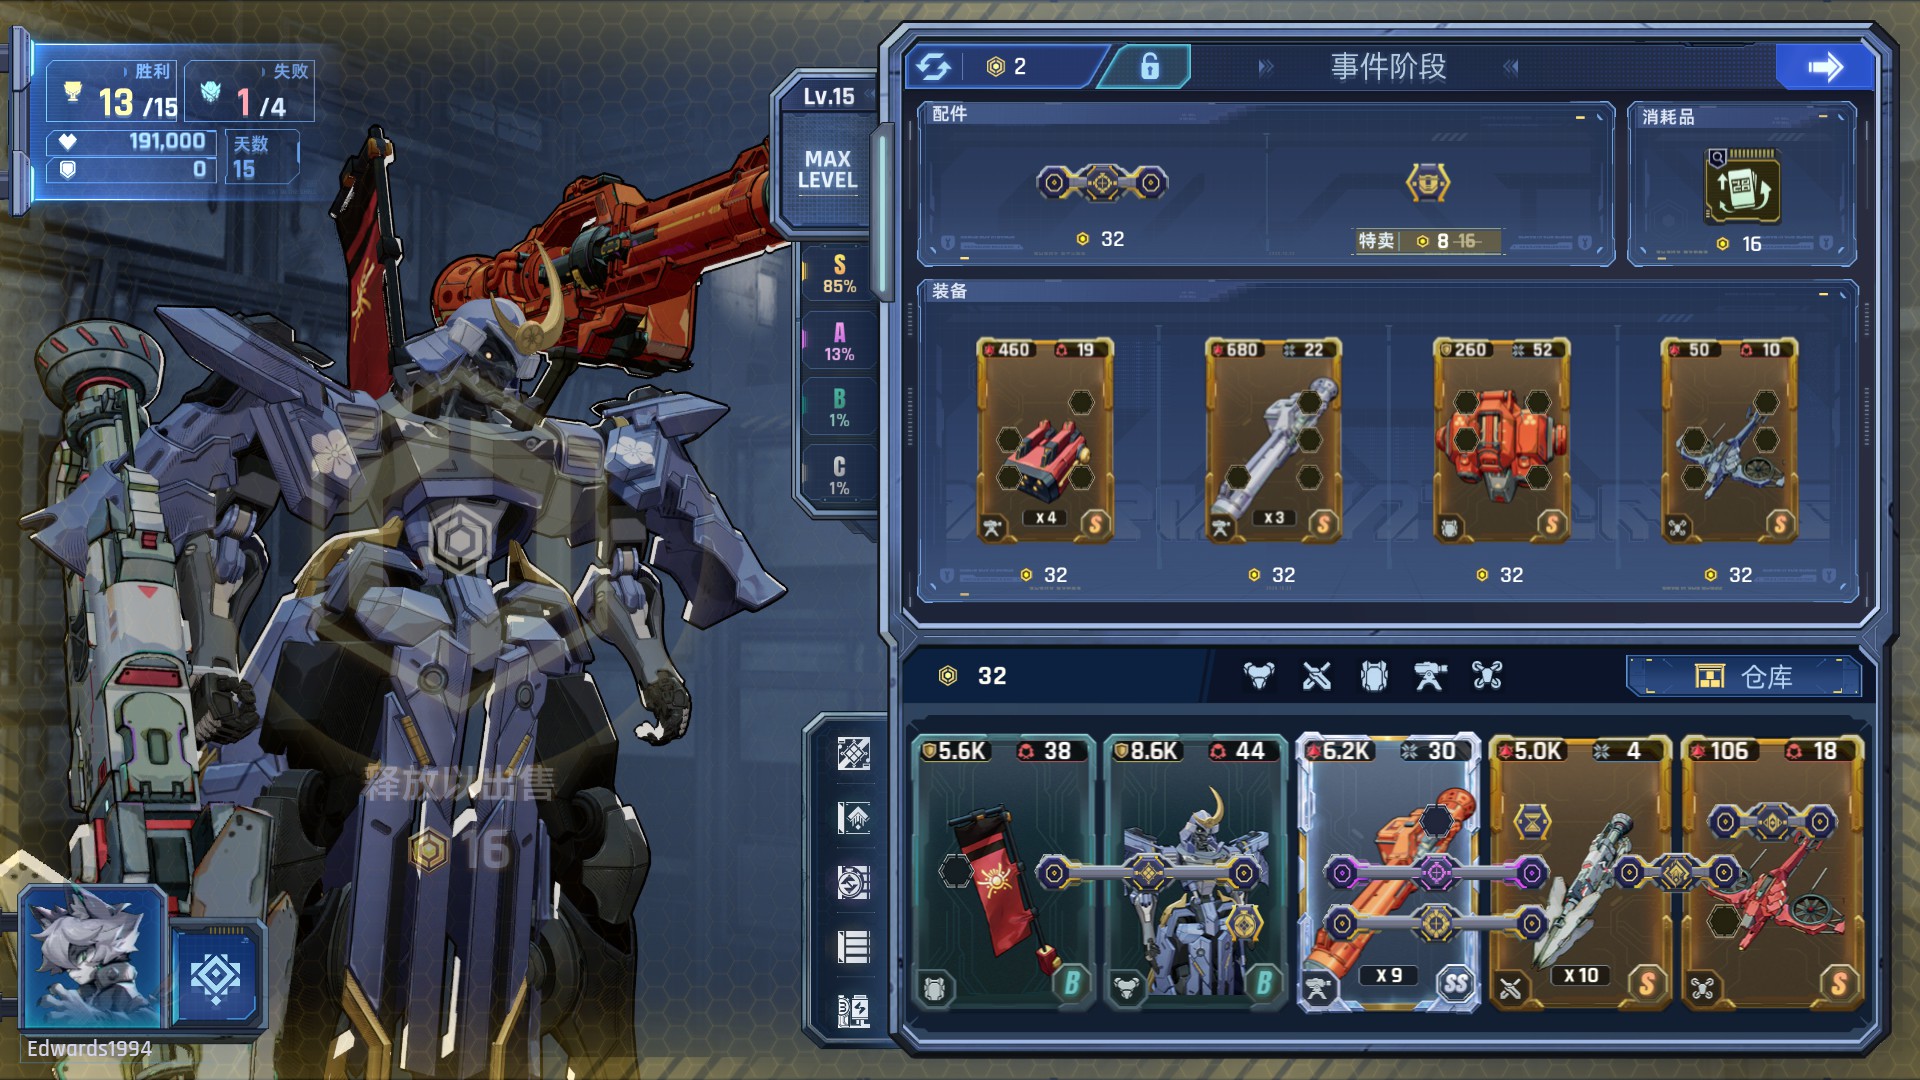 胜利
13 /15
失败
1 /4
191,000
0
天数
15
Lv.15
MAX
LEVEL
S
85%
A
13%
B
1%
C
1%
2
事件阶段
配件
32
特卖 8 16
消耗品
16
装备
460 19
x4
S
32
680 22
x3
S
32
260 52
S
32
50 10
S
32
32
仓库
5.6K 38
B
8.6K 44
B
6.2K 30
x9
SS
5.0K 4
x10
S
106 18
S
释放以出售
16
Edwards1994